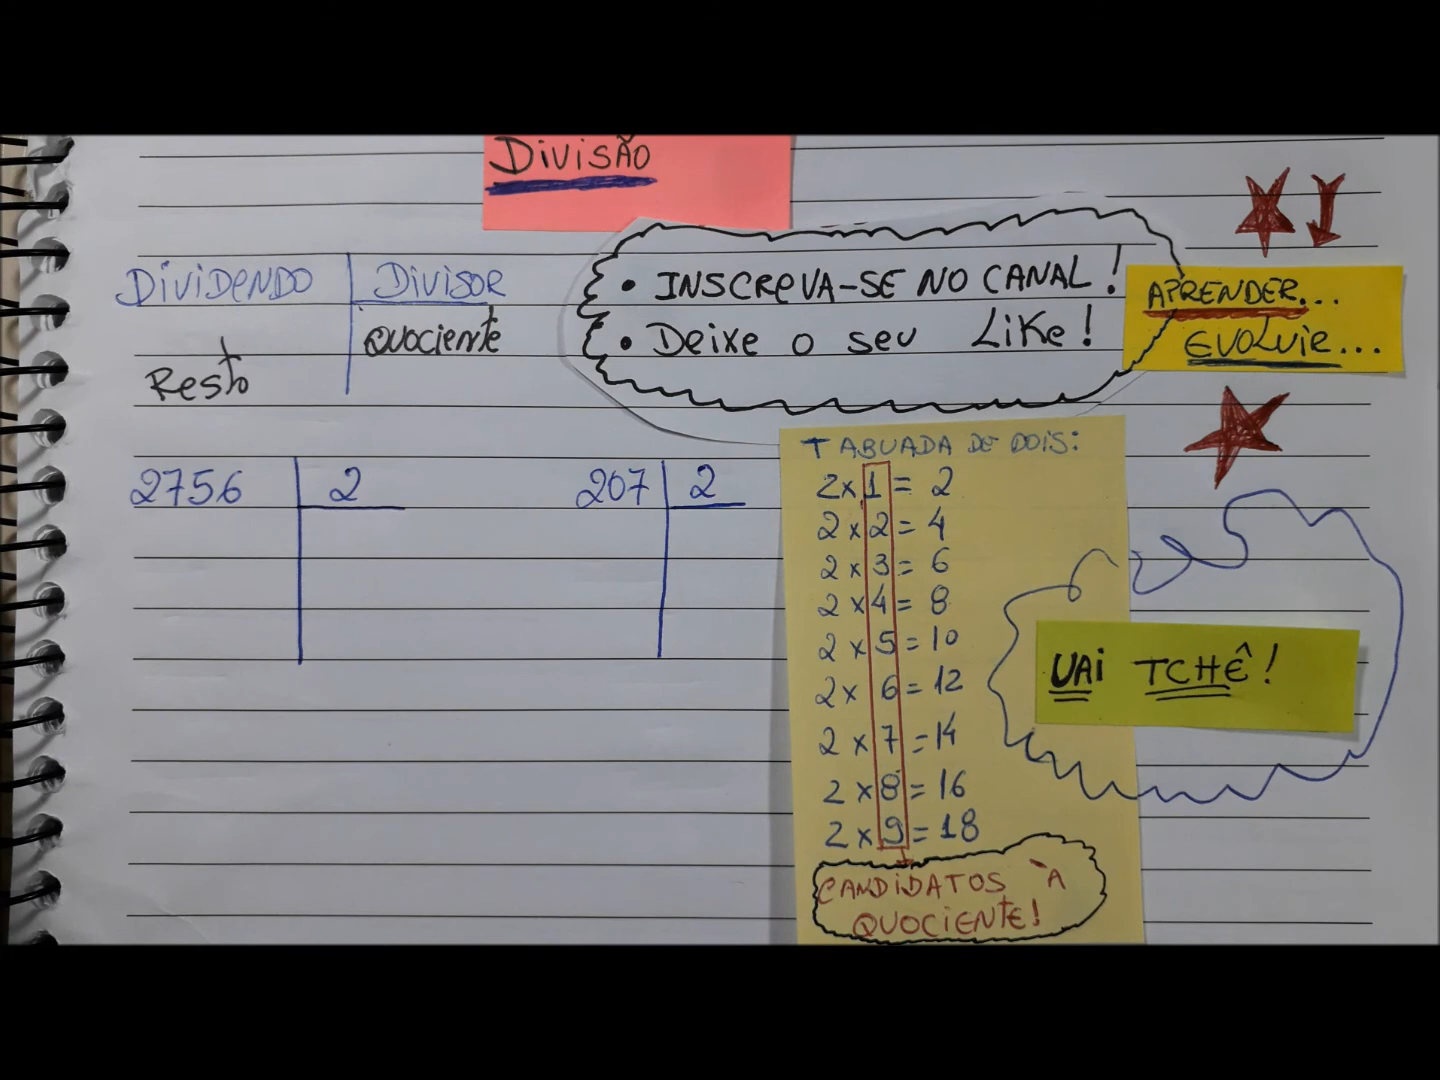 DiViSÃO
DiViDeNDO DiViSOR
Quociente
Resto
• INSCReVA-SE NO CANAL!
• Deixe o seu Like!
APRENDER...
EVOLUIR...
2756 2
207 2
TABUADA DE DOIS:
2x1 = 2
2x2 = 4
2x3 = 6
2x4 = 8
2x5 = 10
2x6 = 12
2x7 = 14
2x8 = 16
2x9 = 18
CANDiDATOS À
QUOCiENtE!
UAi TCHÊ!